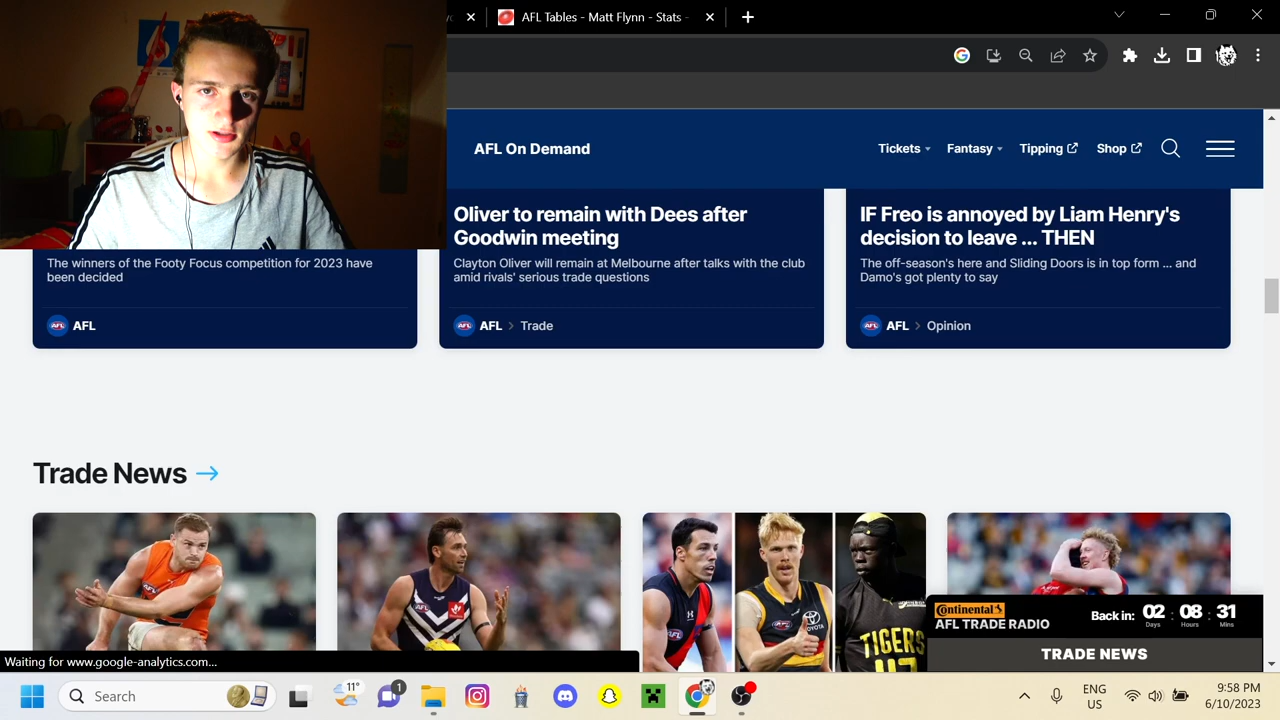 AFL Tables - Matt Flynn - Stats -
AFL On Demand
Tickets
Fantasy
Tipping
Shop
The winners of the Footy Focus competition for 2023 have
been decided
AFL
Oliver to remain with Dees after
Goodwin meeting
Clayton Oliver will remain at Melbourne after talks with the club
amid rivals' serious trade questions
AFL > Trade
IF Freo is annoyed by Liam Henry's
decision to leave ... THEN
The off-season's here and Sliding Doors is in top form ... and
Damo's got plenty to say
AFL > Opinion
Trade News →
TIGERS
Continental
AFL TRADE RADIO
Back in: 02 : 08 : 31
Days Hours Mins
TRADE NEWS
Waiting for www.google-analytics.com...
Search
11°
1
ENG
US
9:58 PM
6/10/2023